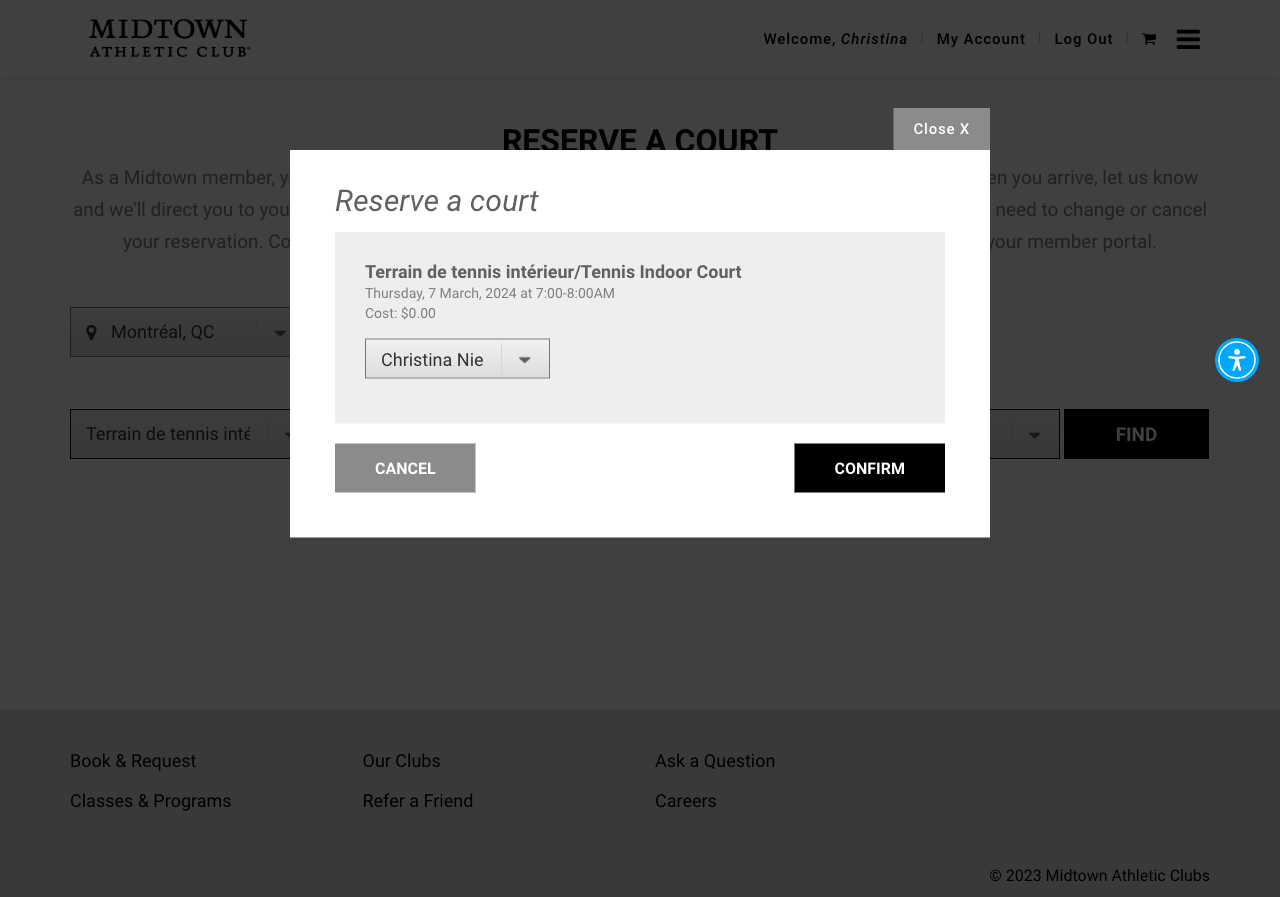 MIDTOWN
ATHLETIC CLUB®
Welcome, Christina
My Account
Log Out
Close X
RESERVE A COURT
As a Midtown member, y
en you arrive, let us know
and we'll direct you to you
need to change or cancel
your reservation. Co
your member portal.
Reserve a court
Terrain de tennis intérieur/Tennis Indoor Court
Thursday, 7 March, 2024 at 7:00-8:00AM
Cost: $0.00
Montréal, QC
Christina Nie
Terrain de tennis inté
FIND
CANCEL
CONFIRM
Book & Request
Our Clubs
Ask a Question
Classes & Programs
Refer a Friend
Careers
© 2023 Midtown Athletic Clubs